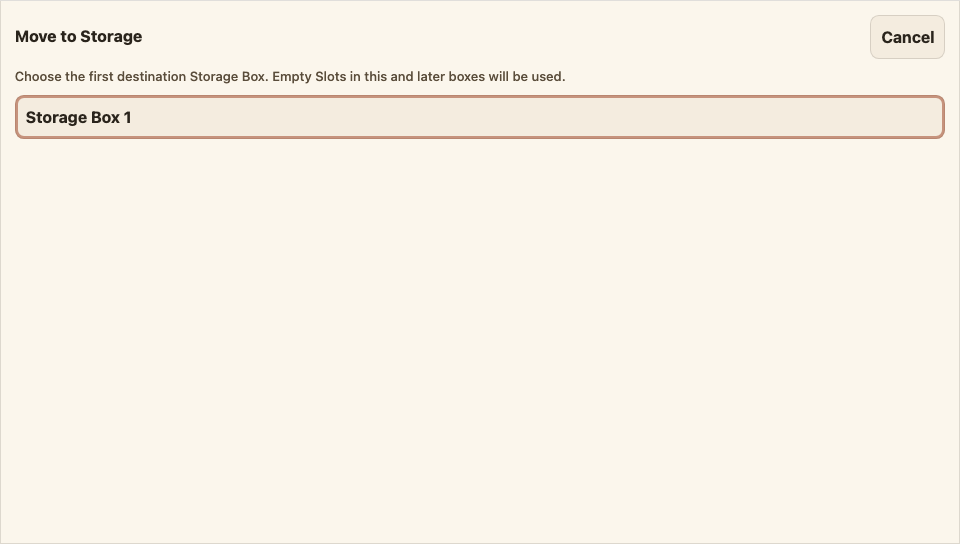 Move to Storage
Cancel
Choose the first destination Storage Box. Empty Slots in this and later boxes will be used.
Storage Box 1